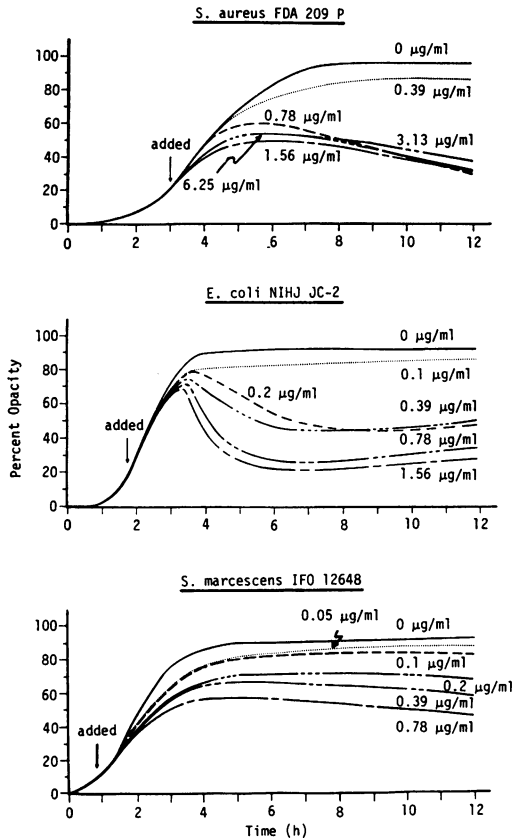 S. aureus FDA 209 P
100
80
60
40
20
0
added
0 µg/ml
0.39 µg/ml
0.78 µg/ml
3.13 µg/ml
1.56 µg/ml
6.25 µg/ml
0 2 4 .6 8 10 12
E. coli NIHJ JC-2
Percent Opacity
100
80
60
40
20
0
added
0 µg/ml
0.1 µg/ml
0.2 µg/ml
0.39 µg/ml
0.78 µg/ml
1.56 µg/ml
0 2 4 6 8 10 12
S. marcescens IFO 12648
100
80
60
40
20
0
added
0.05 µg/ml
0 µg/ml
0.1 µg/ml
0.2 µg/ml
0.39 µg/ml
0.78 µg/ml
0 2 4 6 8 10 12
Time (h)